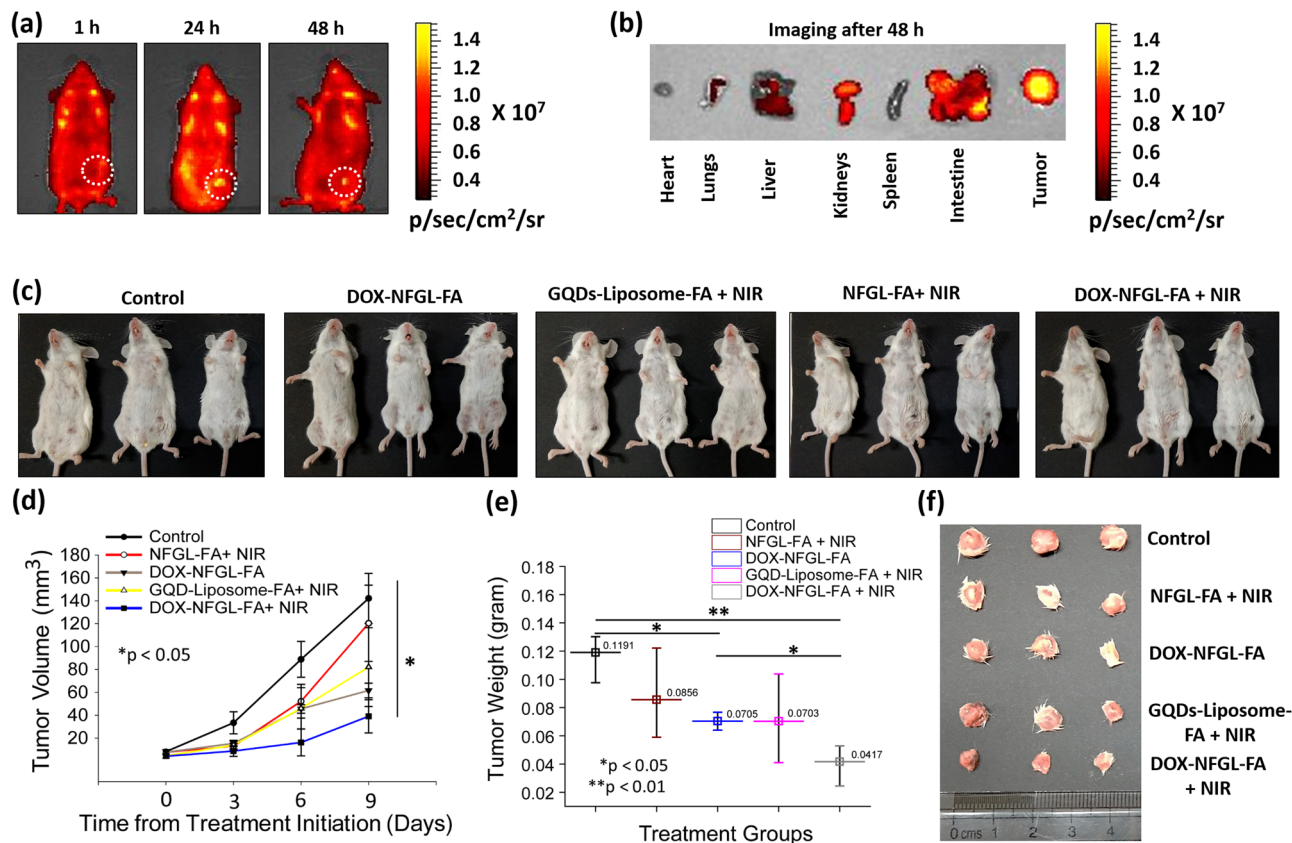 (a)
1 h
24 h
48 h
1.4
1.2
1.0
0.8
0.6
0.4
X 10⁷
p/sec/cm²/sr
(b)
Imaging after 48 h
Heart
Lungs
Liver
Kidneys
Spleen
Intestine
Tumor
1.4
1.2
1.0
0.8
0.6
0.4
X 10⁷
p/sec/cm²/sr
(c)
Control
DOX-NFGL-FA
GQDs-Liposome-FA + NIR
NFGL-FA+ NIR
DOX-NFGL-FA + NIR
(d)
Control
NFGL-FA+ NIR
DOX-NFGL-FA
GQD-Liposome-FA+ NIR
DOX-NFGL-FA+ NIR
Tumor Volume (mm³)
180
160
140
120
100
80
60
40
20
*p < 0.05
*
0
3
6
9
Time from Treatment Initiation (Days)
(e)
Control
NFGL-FA + NIR
DOX-NFGL-FA
GQD-Liposome-FA + NIR
DOX-NFGL-FA + NIR
Tumor Weight (gram)
0.18
0.16
0.14
0.12
0.10
0.08
0.06
0.04
0.02
**
*
*
0.1191
0.0856
0.0705
0.0703
0.0417
*p < 0.05
**p < 0.01
Treatment Groups
(f)
Control
NFGL-FA + NIR
DOX-NFGL-FA
GQDs-Liposome-
FA + NIR
DOX-NFGL-FA
+ NIR
0 cms 1 2 3 4